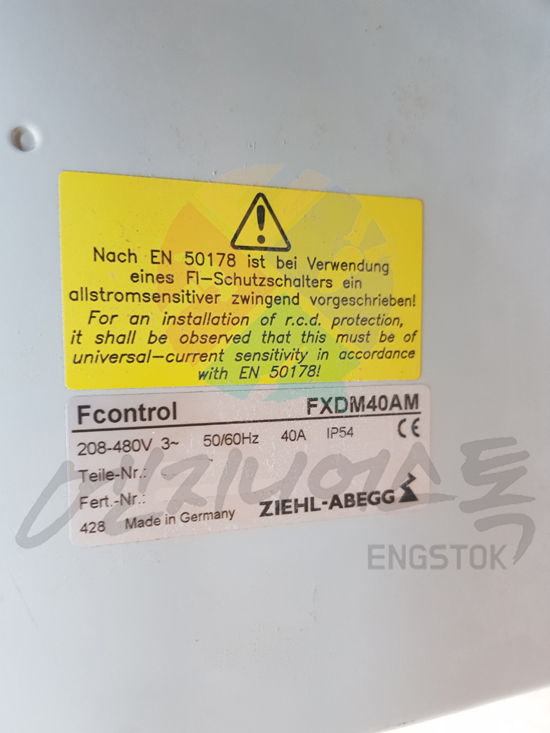 Nach EN 50178 ist bei Verwendung
eines FI-Schutzschalters ein
allstromsensitiver zwingend vorgeschrieben!
For an installation of r.c.d. protection,
it shall be observed that this must be of
universal-current sensitivity in accordance
with EN 50178!
Fcontrol FXDM40AM
208-480V 3~ 50/60Hz 40A IP54 CE
Teile-Nr.:
Fert.-Nr.:
428 Made in Germany ZIEHL-ABEGG
엔지니어스톡
ENGSTOK